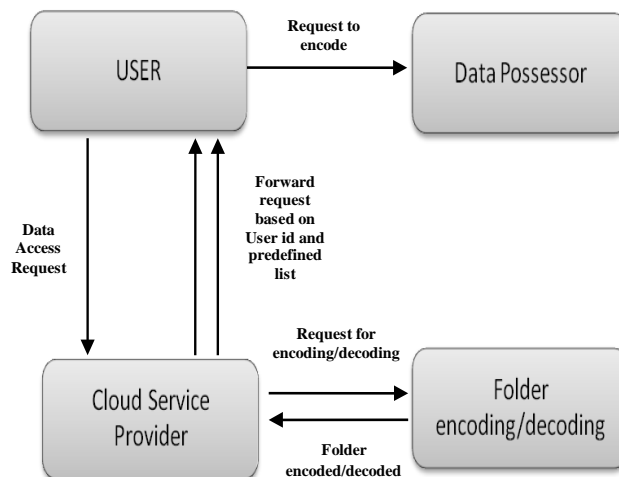 Request to
encode
USER
Data Possessor
Forward
request
based on
User id and
predefined
list
Data
Access
Request
Request for
encoding/decoding
Cloud Service
Provider
Folder
encoding/decoding
Folder
encoded/decoded